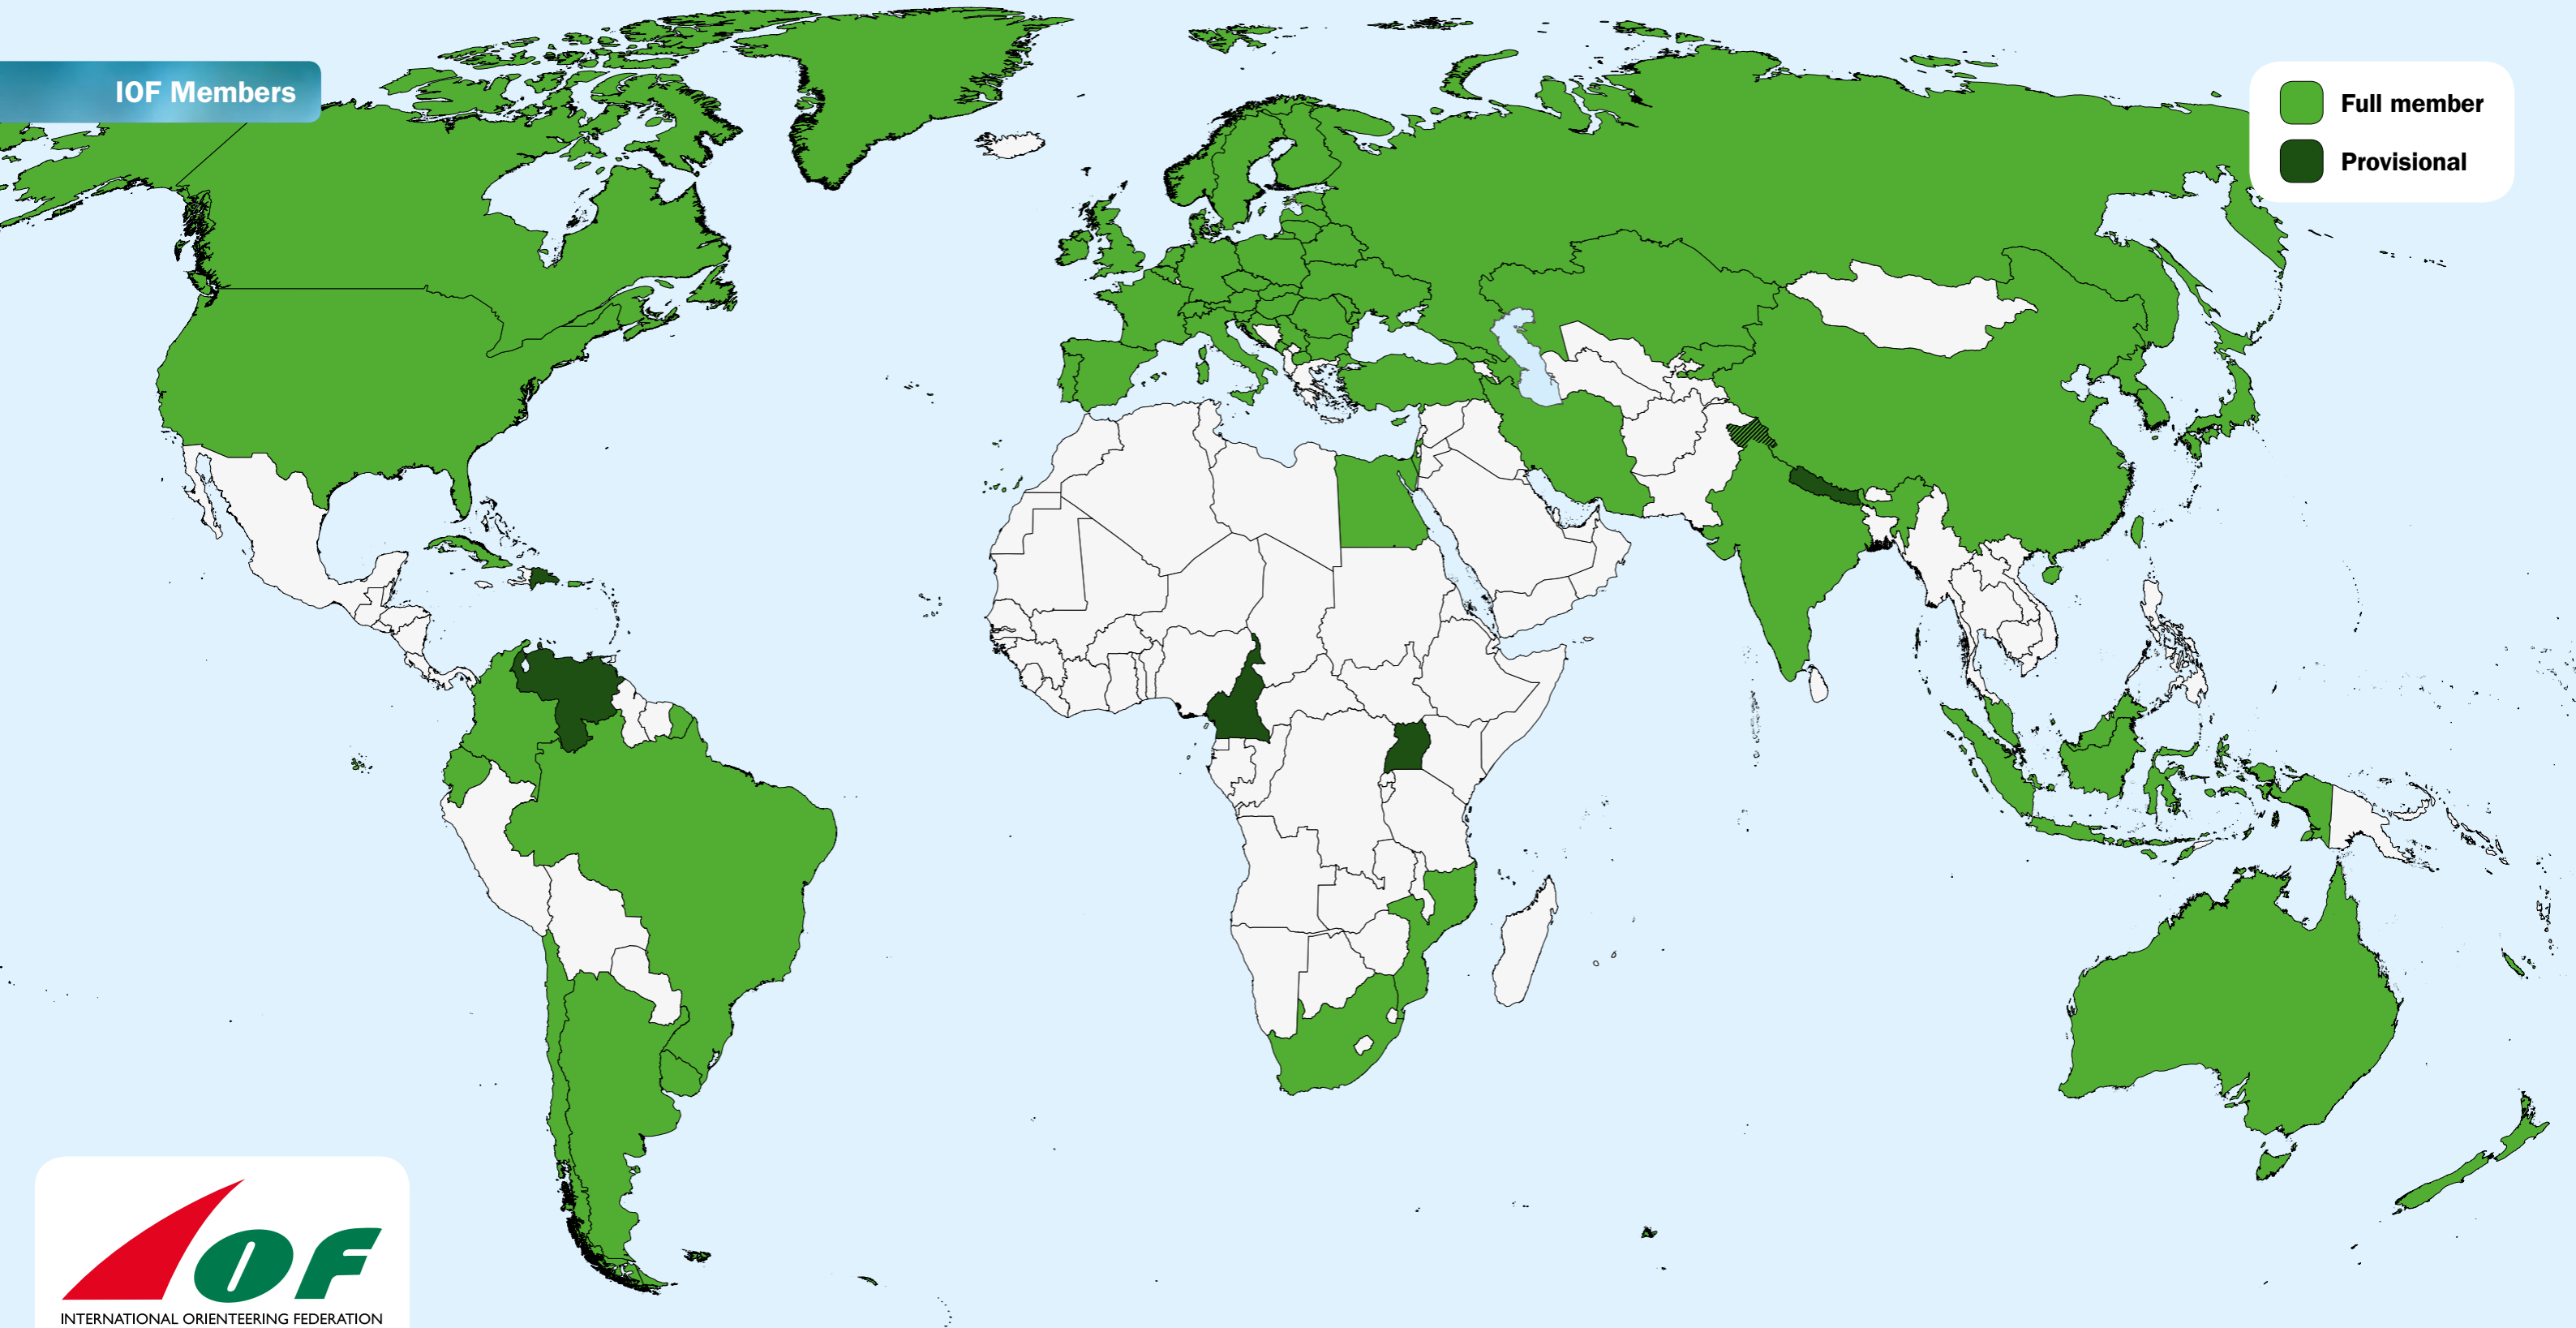 IOF Members
Full member
Provisional
IOF
INTERNATIONAL ORIENTEERING FEDERATION